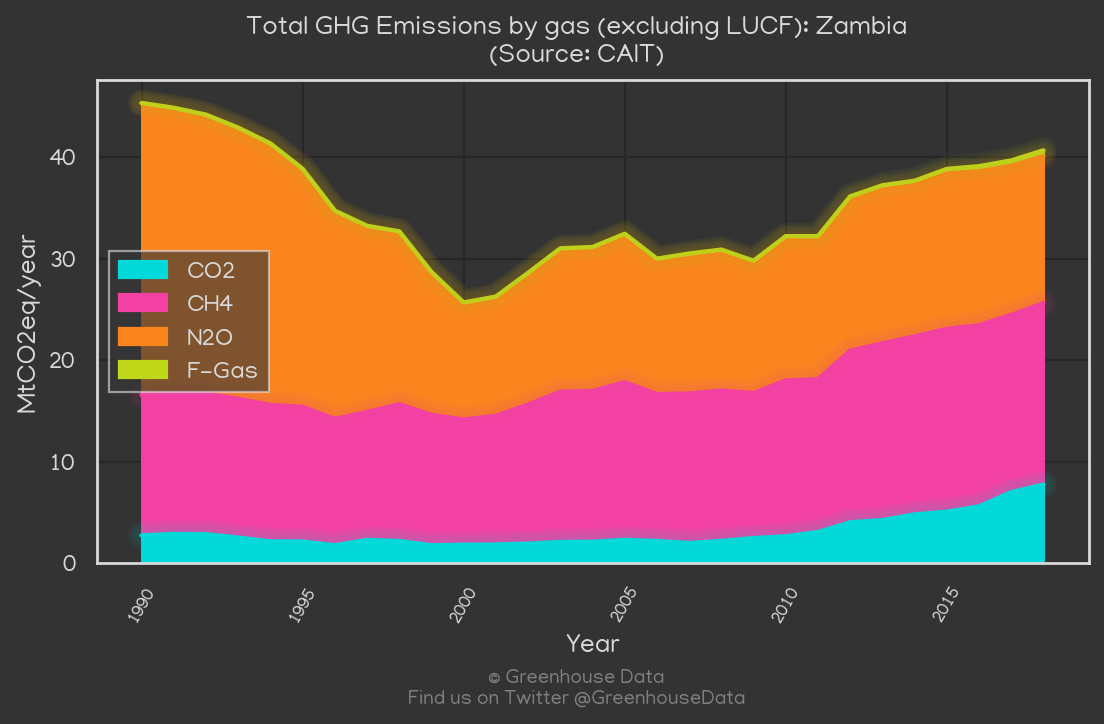 Total GHG Emissions by gas (excluding LUCF): Zambia
(Source: CAIT)
MtCO2eq/year
40
30
20
10
0
CO2
CH4
N2O
F-Gas
1990
1995
2000
2005
2010
2015
Year
© Greenhouse Data
Find us on Twitter @GreenhouseData